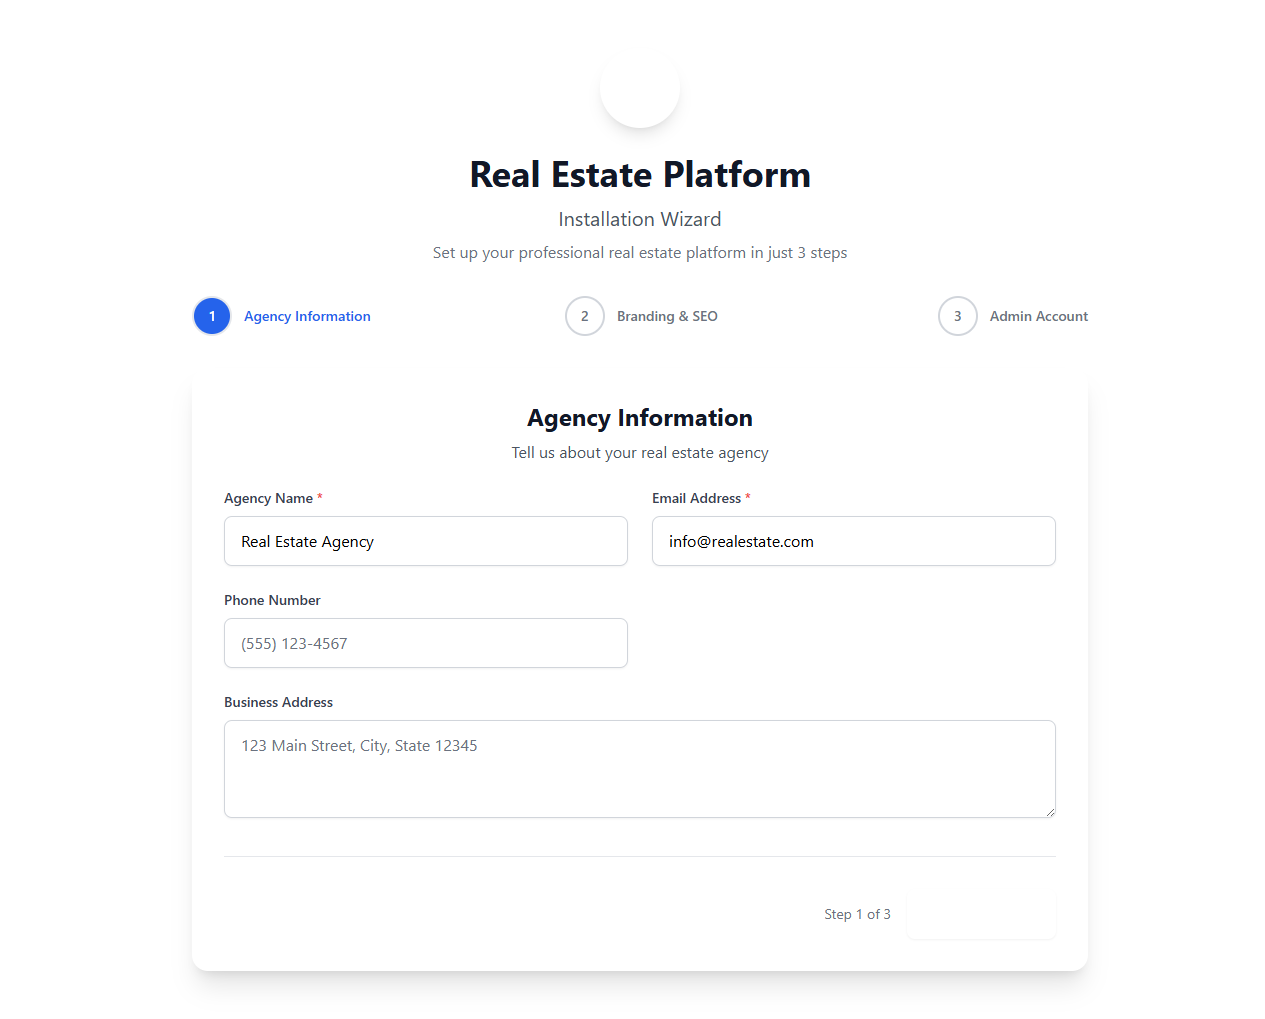 Real Estate Platform
Installation Wizard
Set up your professional real estate platform in just 3 steps
1 Agency Information
2 Branding & SEO
3 Admin Account
Agency Information
Tell us about your real estate agency
Agency Name *
Email Address *
Real Estate Agency
info@realestate.com
Phone Number
(555) 123-4567
Business Address
123 Main Street, City, State 12345
Step 1 of 3